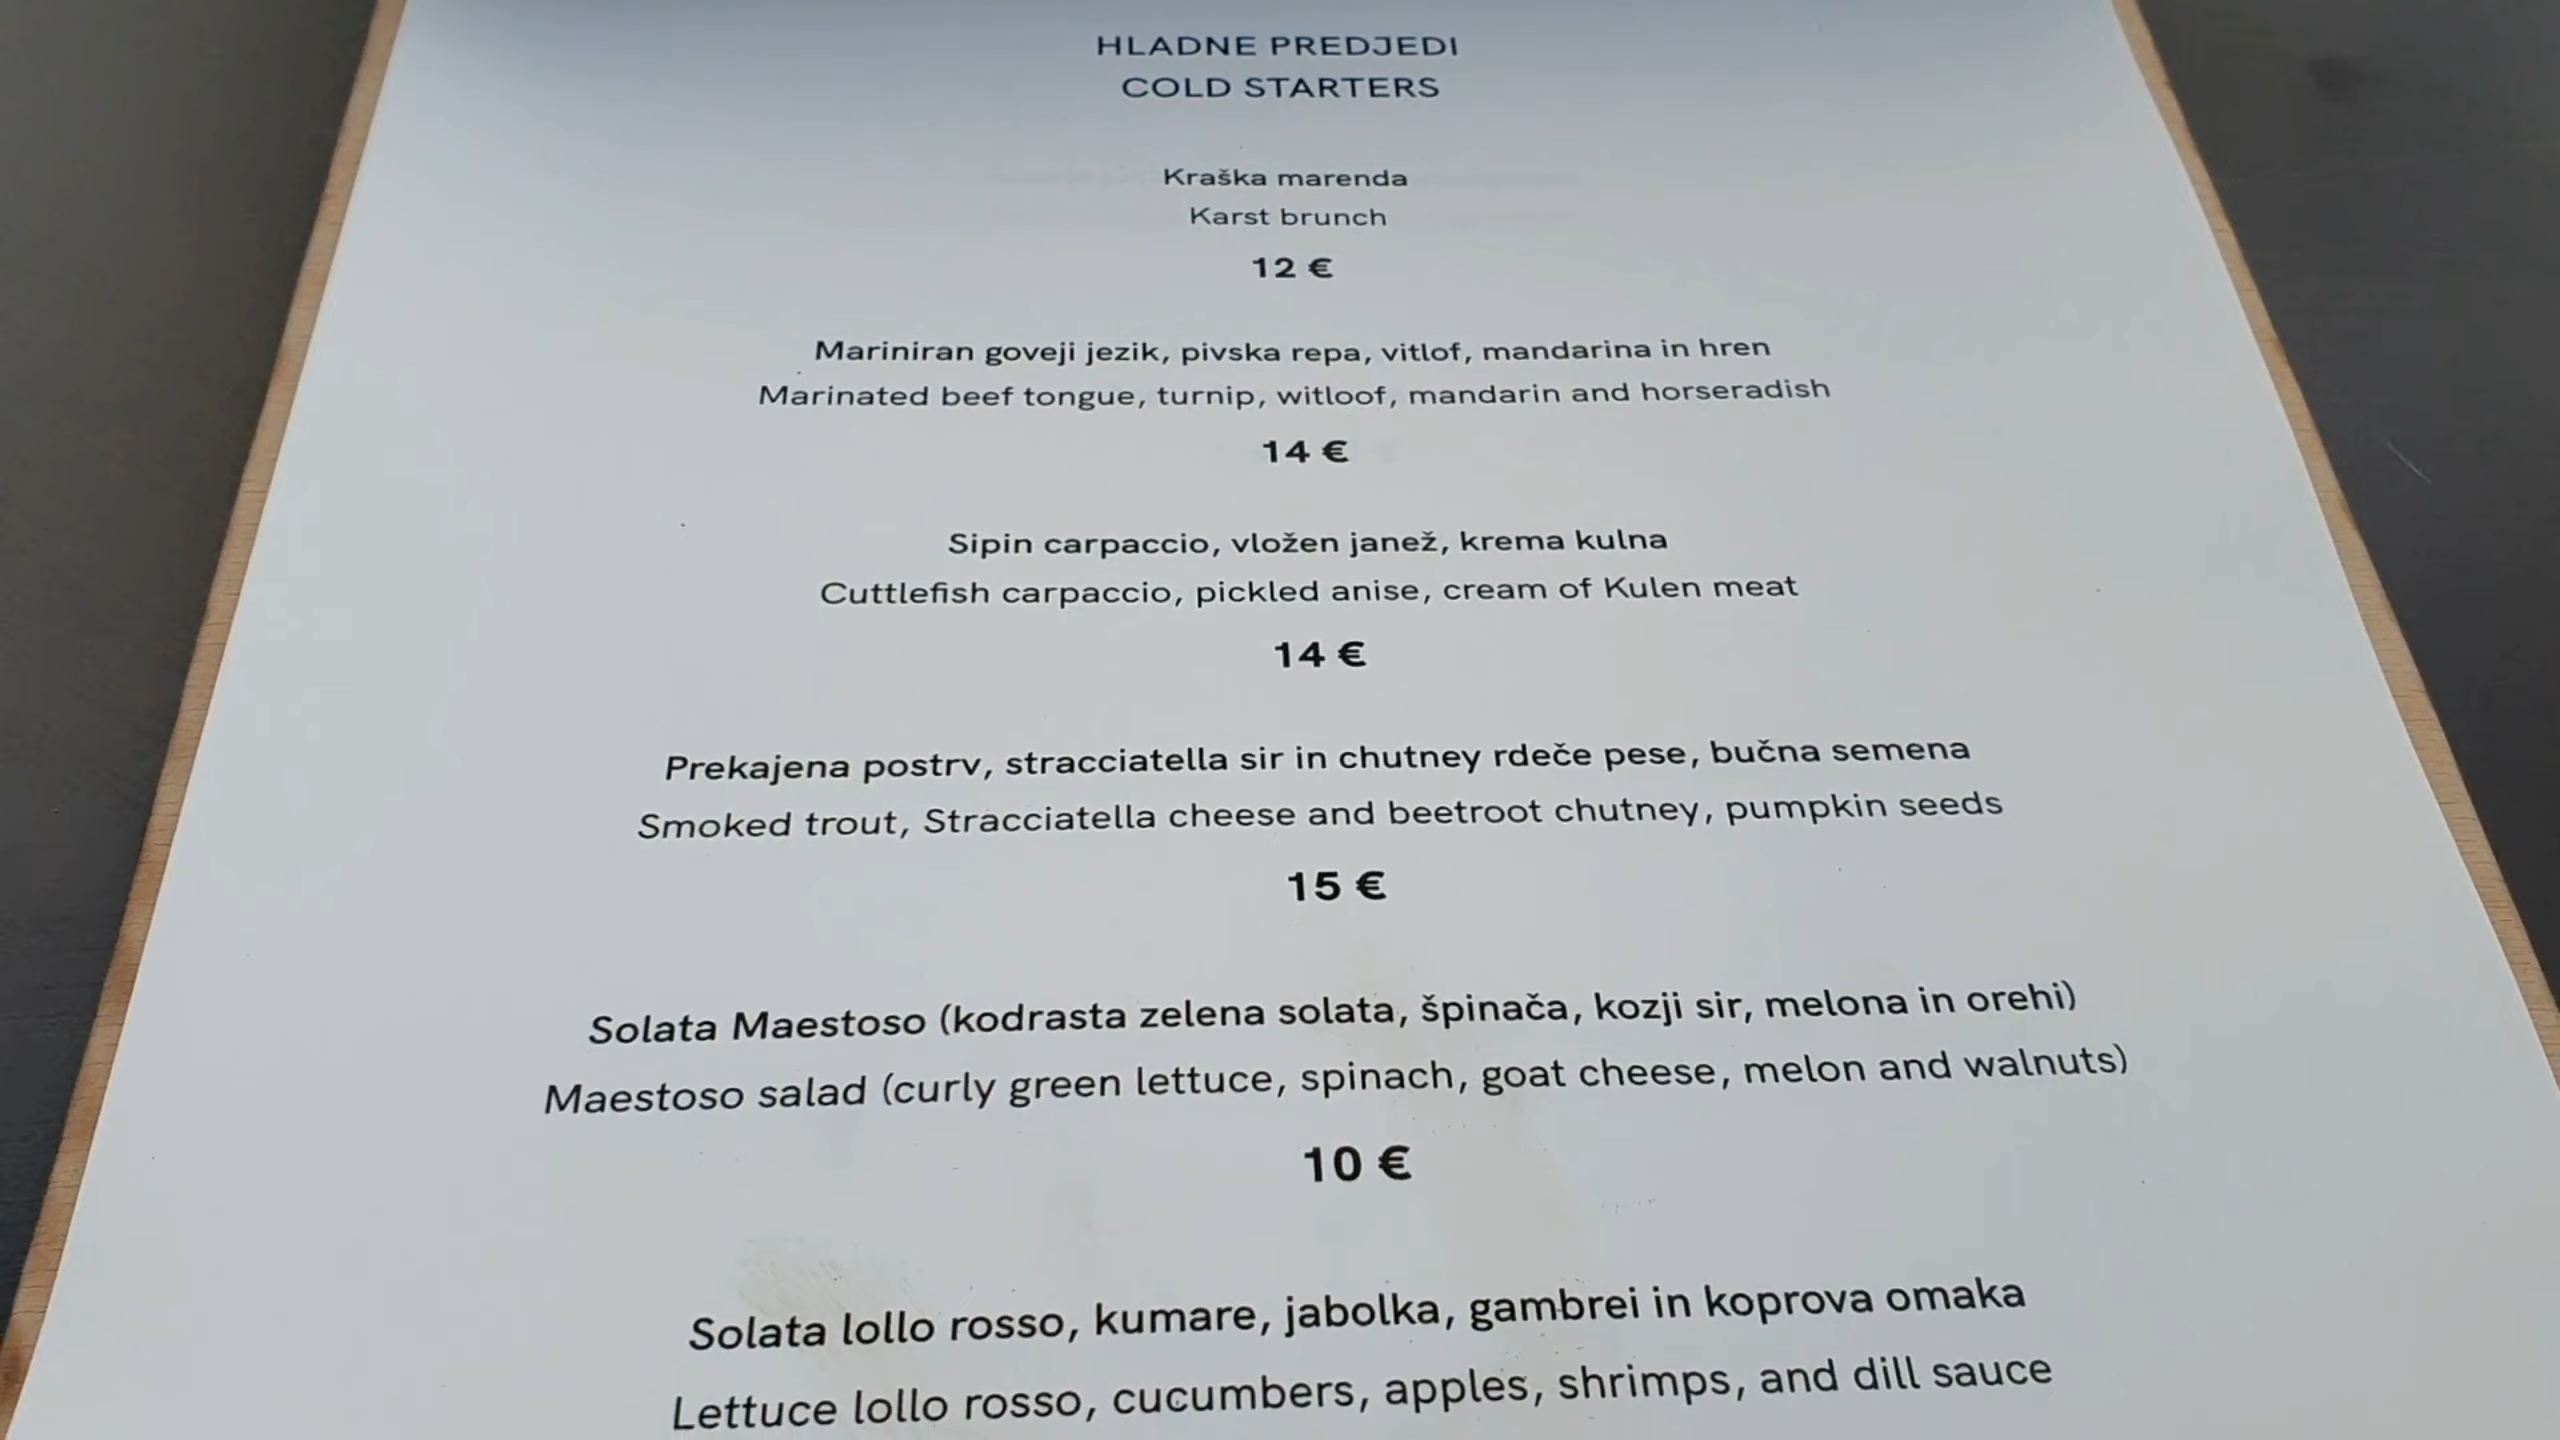 HLADNE PREDJEDI
COLD STARTERS
Kraška marenda
Karst brunch
12 €
Mariniran goveji jezik, pivska repa, vitlof, mandarina in hren
Marinated beef tongue, turnip, witloof, mandarin and horseradish
14 €
Sipin carpaccio, vložen janež, krema kulna
Cuttlefish carpaccio, pickled anise, cream of Kulen meat
14 €
Prekajena postrv, stracciatella sir in chutney rdeče pese, bučna semena
Smoked trout, Stracciatella cheese and beetroot chutney, pumpkin seeds
15 €
Solata Maestoso (kodrasta zelena solata, špinača, kozji sir, melona in orehi)
Maestoso salad (curly green lettuce, spinach, goat cheese, melon and walnuts)
10 €
Solata lollo rosso, kumare, jabolka, gambrei in koprova omaka
Lettuce lollo rosso, cucumbers, apples, shrimps, and dill sauce